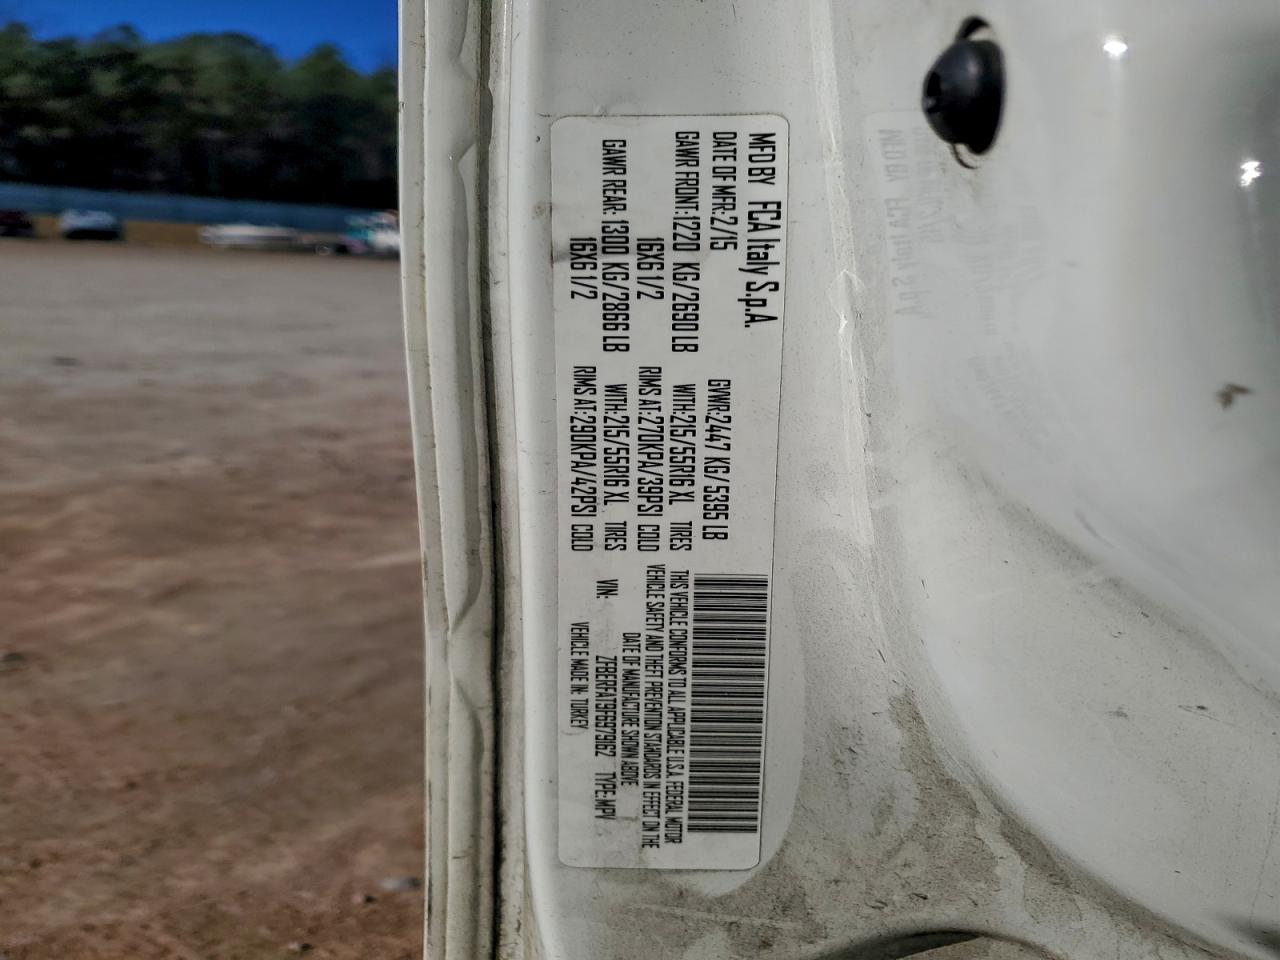 MFD BY FCA Italy S.p.A.
DATE OF MFR:2/15 GVWR:2447 KG/5395 LB
GAWR FRONT:1220 KG/2690 LB WITH:215/55R16 XL TIRES
16X6 1/2 RIMS AT:270KPA/39PSI COLD
GAWR REAR: 1300 KG/2866 LB WITH:215/55R16 XL TIRES
16X6 1/2 RIMS AT:290KPA/42PSI COLD
THIS VEHICLE CONFORMS TO ALL APPLICABLE U.S.A. FEDERAL MOTOR
VEHICLE SAFETY AND THEFT PREVENTION STANDARDS IN EFFECT ON THE
DATE OF MANUFACTURE SHOWN ABOVE
VIN: ZFBERFAT9F6979162 TYPE:MPV
VEHICLE MADE IN: TURKEY